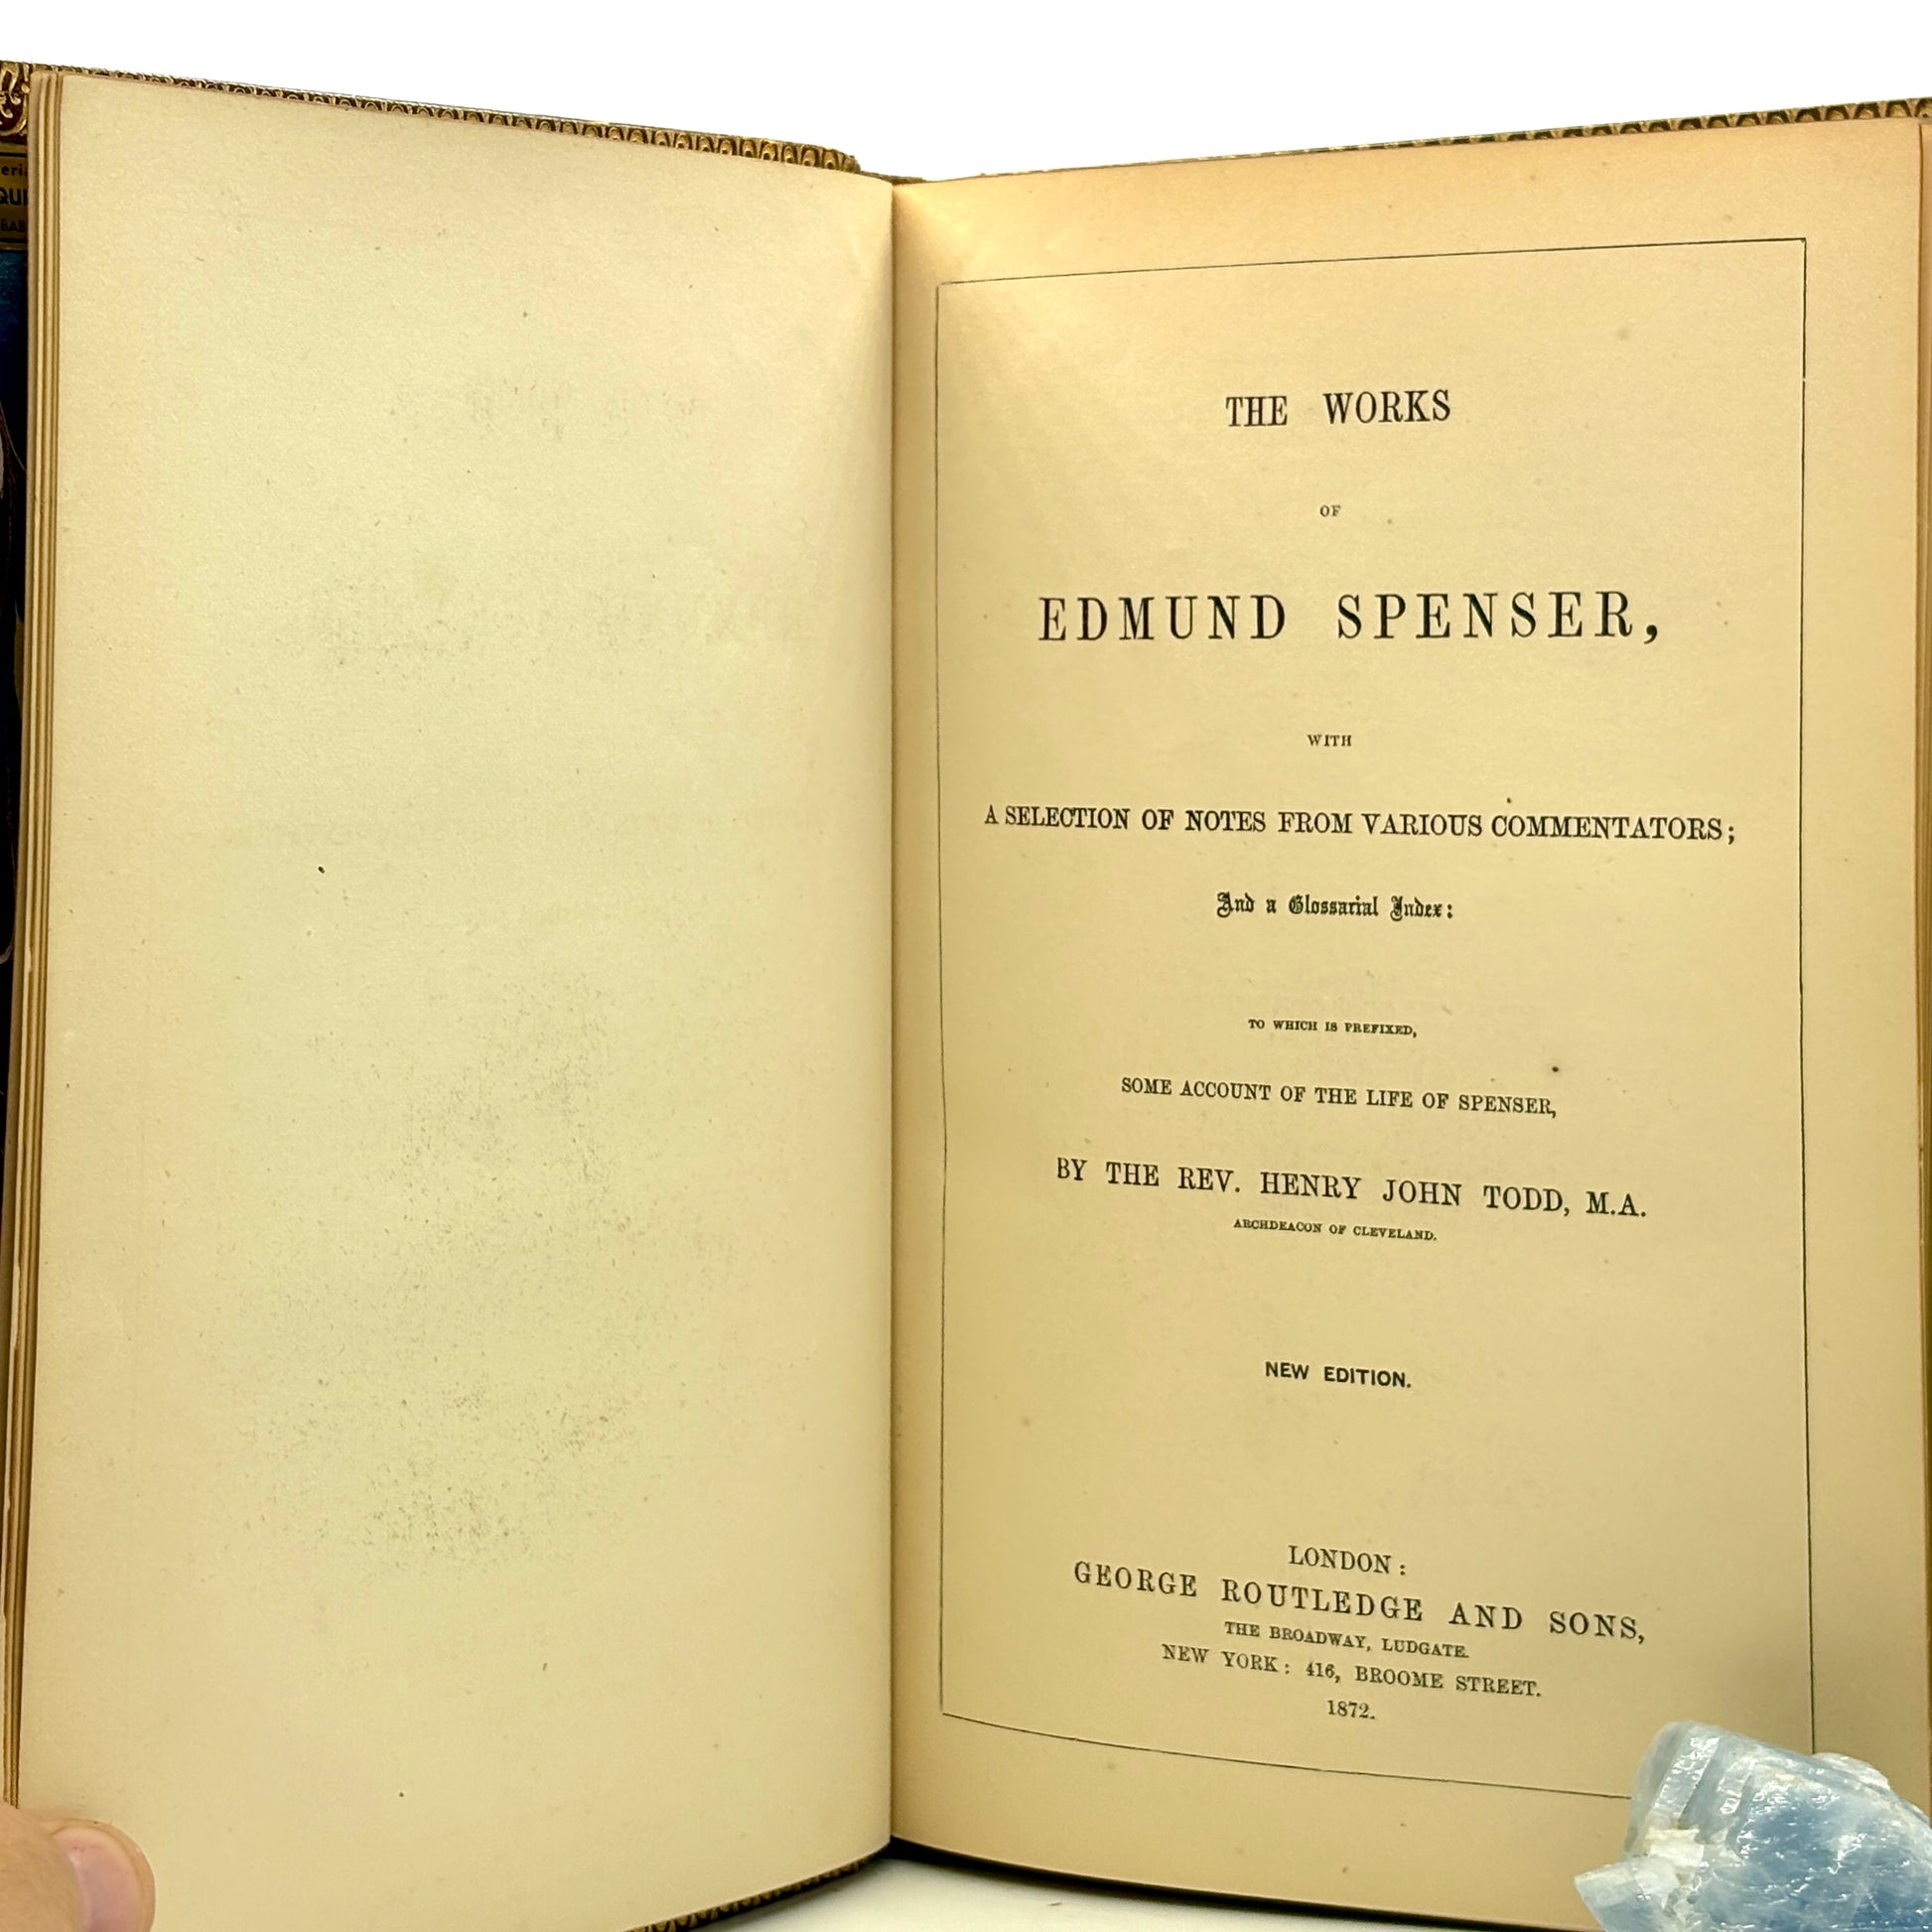 THE WORKS
OF
EDMUND SPENSER,
WITH
A SELECTION OF NOTES FROM VARIOUS COMMENTATORS;
And a Glossarial Index:
TO WHICH IS PREFIXED,
SOME ACCOUNT OF THE LIFE OF SPENSER,
BY THE REV. HENRY JOHN TODD, M.A.
ARCHDEACON OF CLEVELAND.
NEW EDITION.
LONDON:
GEORGE ROUTLEDGE AND SONS,
THE BROADWAY, LUDGATE.
NEW YORK: 416, BROOME STREET.
1872.